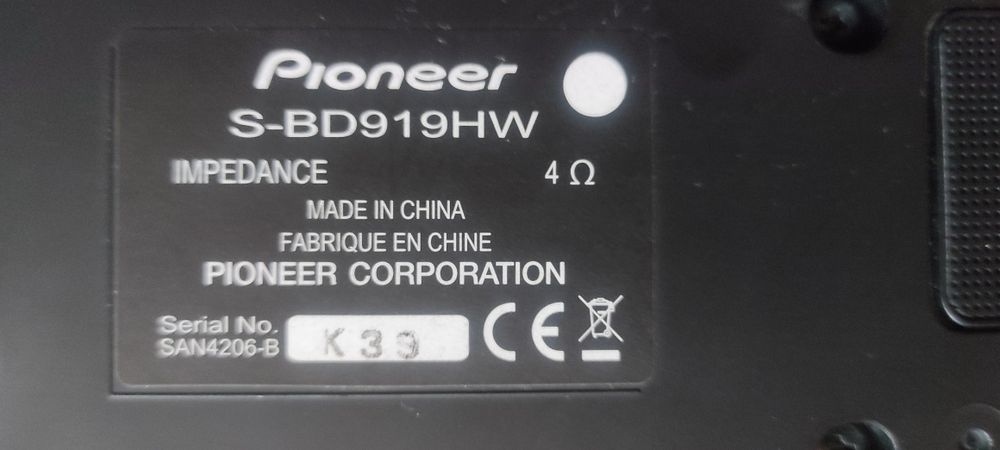 Pioneer
S-BD919HW
IMPEDANCE 4 Ω
MADE IN CHINA
FABRIQUE EN CHINE
PIONEER CORPORATION
Serial No.
SAN4206-B K39 CE